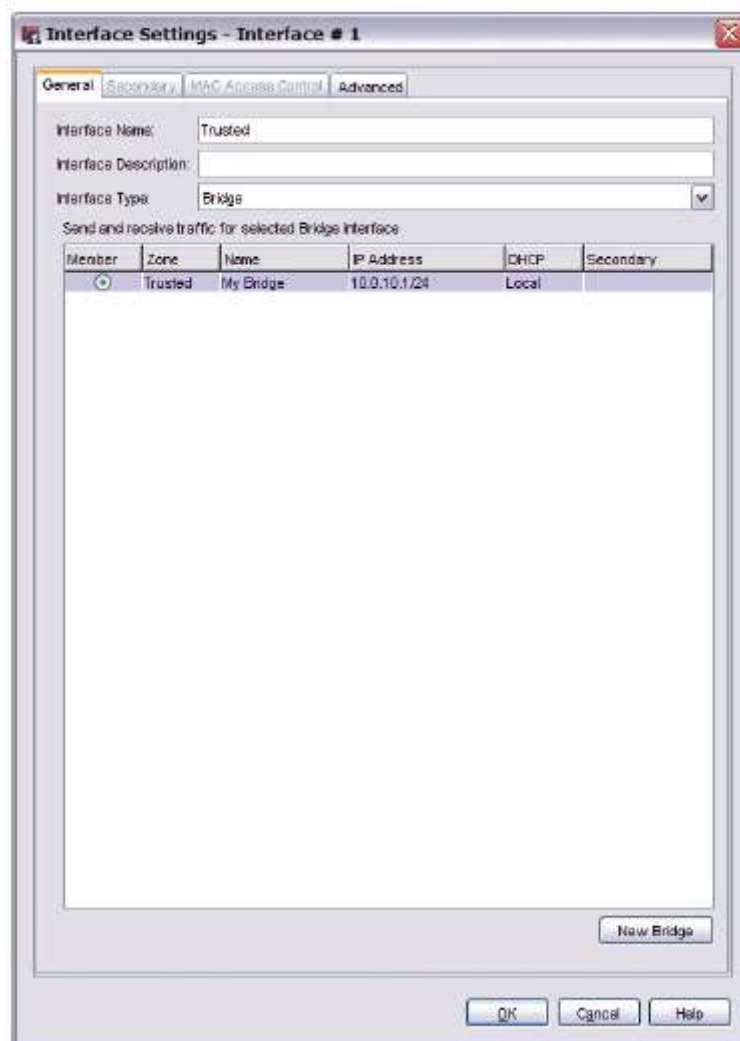 Interface Settings - Interface # 1
General Secondary MAC Access Control Advanced
Interface Name: Trusted
Interface Description:
Interface Type: Bridge
Send and receive traffic for selected Bridge interface
Member Zone Name IP Address DHCP Secondary
Trusted My Bridge 10.0.10.1/24 Local
New Bridge
OK Cancel Help